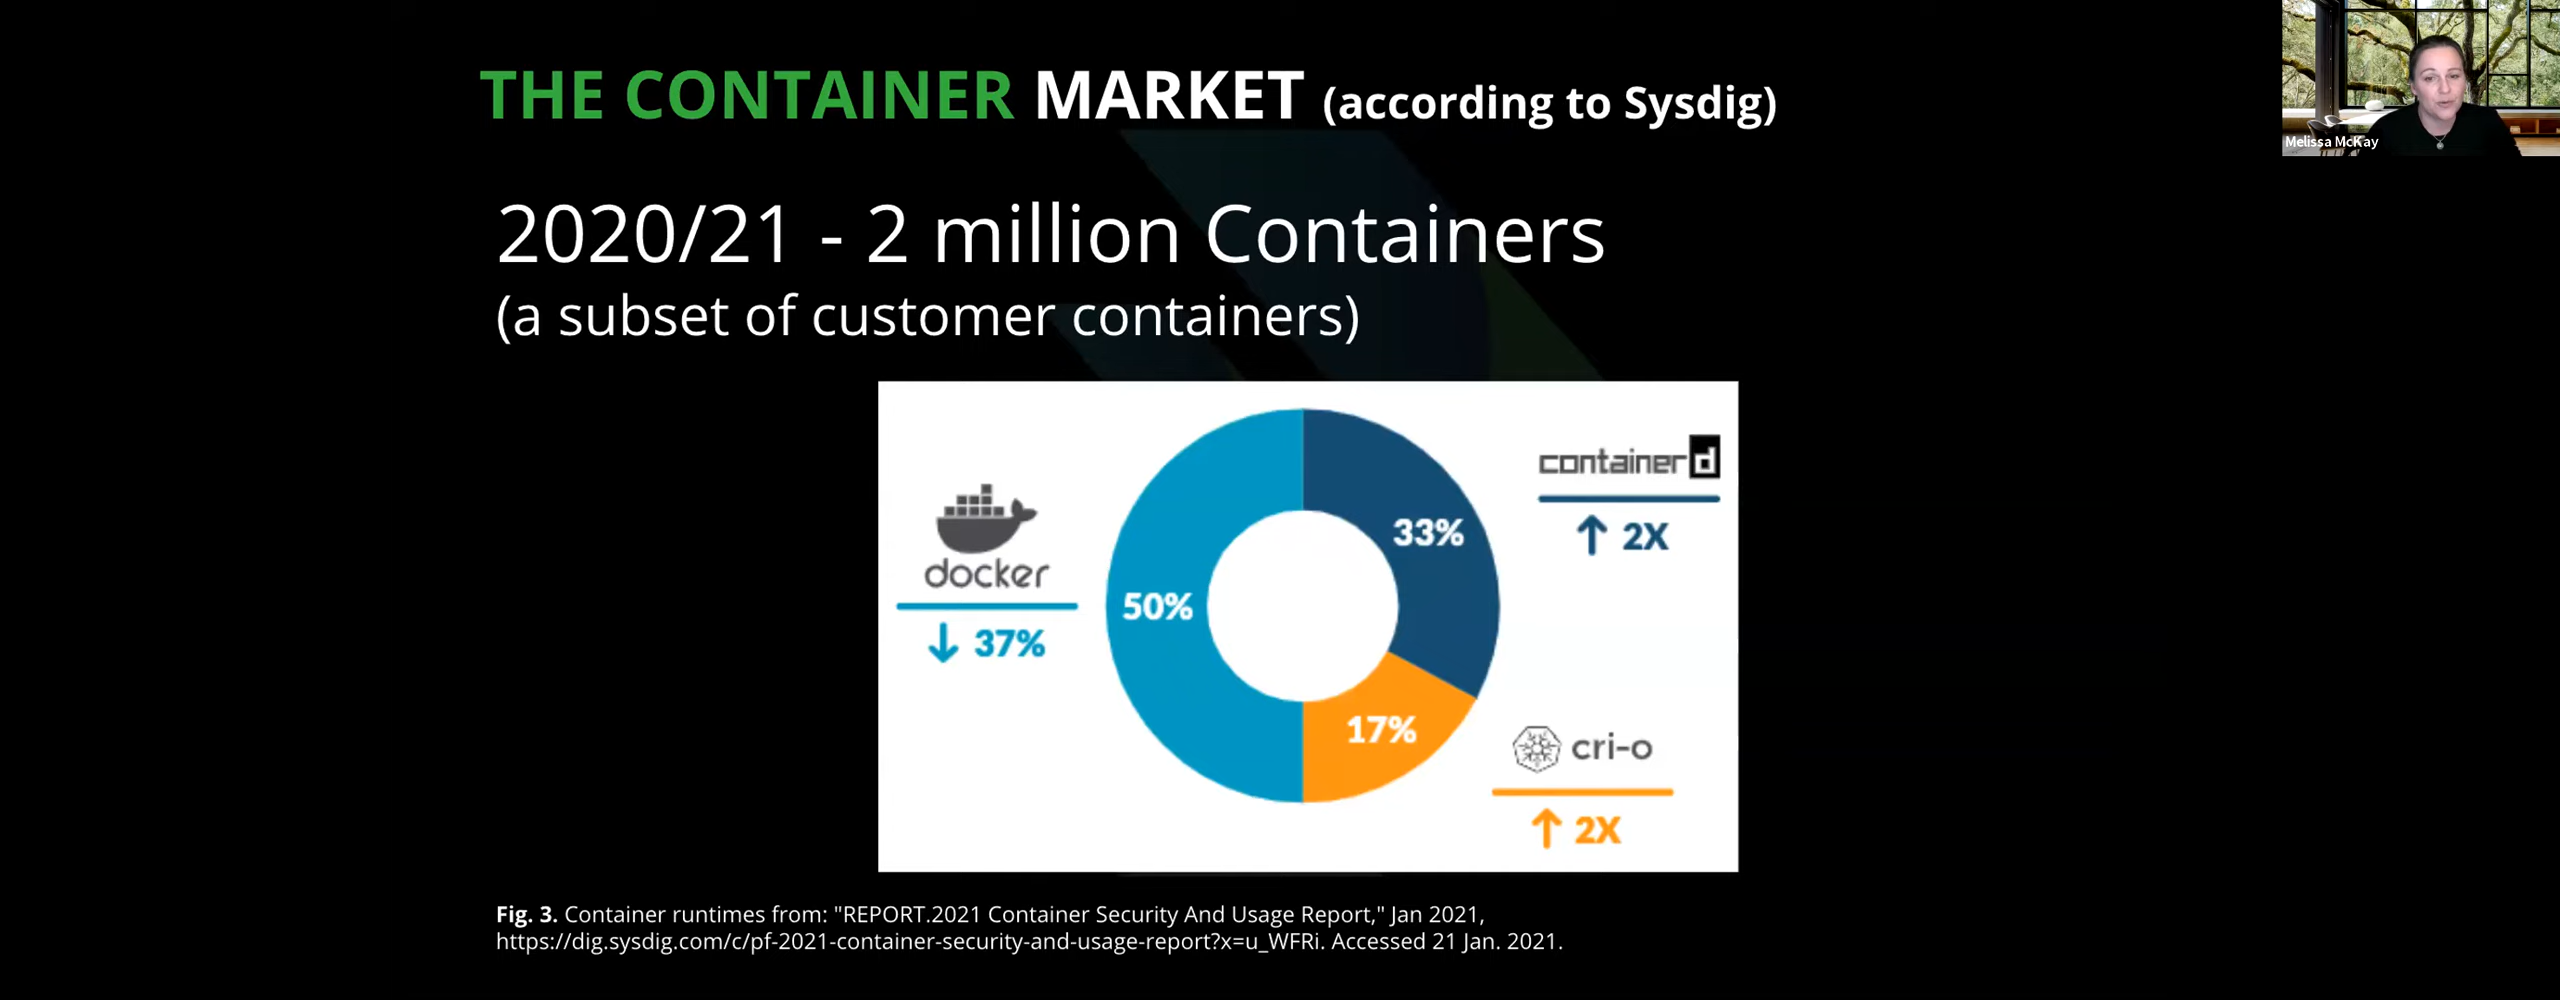 THE CONTAINER MARKET (according to Sysdig)
Melissa McKay
2020/21 - 2 million Containers
(a subset of customer containers)
containerd
↑ 2X
33%
docker
50%
↓ 37%
17%
cri-o
↑ 2X
Fig. 3. Container runtimes from: "REPORT.2021 Container Security And Usage Report," Jan 2021,
https://dig.sysdig.com/c/pf-2021-container-security-and-usage-report?x=u_WFRi. Accessed 21 Jan. 2021.